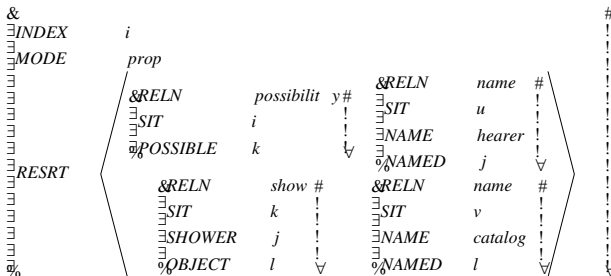 & #
∃INDEX i !
∃MODE prop !
&RELN possibilit y# &RELN name #
∃SIT i ! ∃SIT u !
%POSSIBLE k ∀ ∃NAME hearer !
%NAMED j ∀
∃RESRT
&RELN show # &RELN name #
∃SIT k ! ∃SIT v !
∃SHOWER j ! ∃NAME catalog !
%OBJECT l ∀ %NAMED l ∀
% ∀